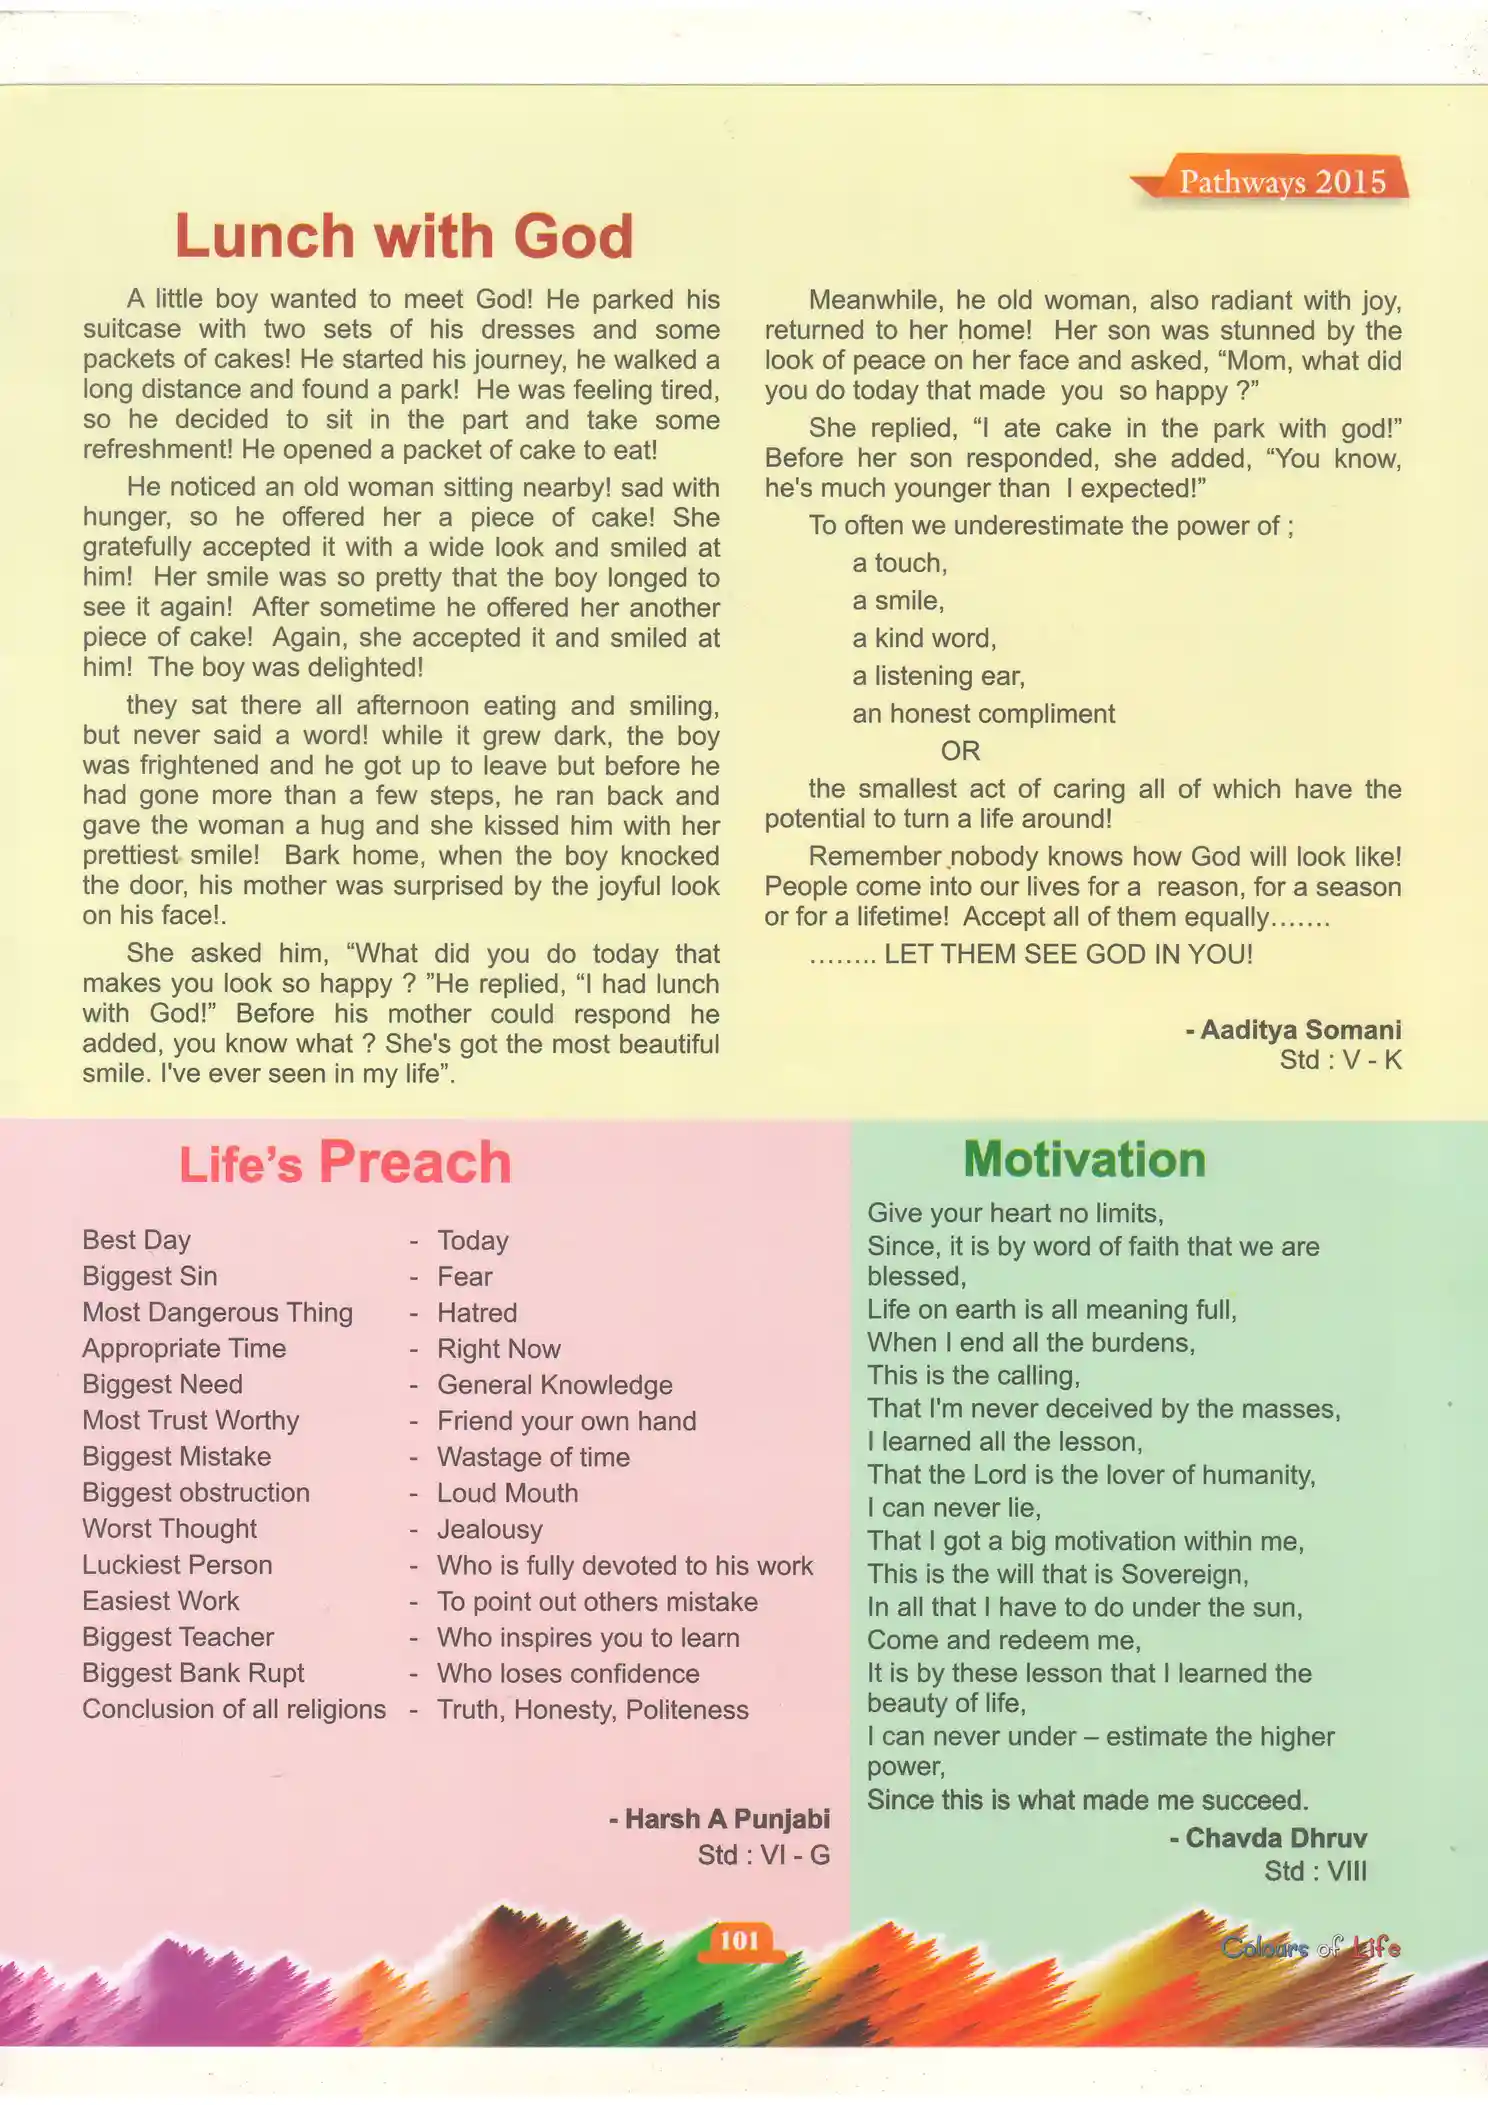 Pathways 2015
Lunch with God
A little boy wanted to meet God! He parked his
suitcase with two sets of his dresses and some
packets of cakes! He started his journey, he walked a
long distance and found a park! He was feeling tired,
so he decided to sit in the part and take some
refreshment! He opened a packet of cake to eat!
He noticed an old woman sitting nearby! sad with
hunger, so he offered her a piece of cake! She
gratefully accepted it with a wide look and smiled at
him! Her smile was so pretty that the boy longed to
see it again! After sometime he offered her another
piece of cake! Again, she accepted it and smiled at
him! The boy was delighted!
they sat there all afternoon eating and smiling,
but never said a word! while it grew dark, the boy
was frightened and he got up to leave but before he
had gone more than a few steps, he ran back and
gave the woman a hug and she kissed him with her
prettiest smile! Bark home, when the boy knocked
the door, his mother was surprised by the joyful look
on his face!.
She asked him, “What did you do today that
makes you look so happy ? ”He replied, “I had lunch
with God!” Before his mother could respond he
added, you know what ? She's got the most beautiful
smile. I've ever seen in my life”.
Meanwhile, he old woman, also radiant with joy,
returned to her home! Her son was stunned by the
look of peace on her face and asked, “Mom, what did
you do today that made you so happy ?”
She replied, “I ate cake in the park with god!”
Before her son responded, she added, “You know,
he's much younger than I expected!”
To often we underestimate the power of ;
a touch,
a smile,
a kind word,
a listening ear,
an honest compliment
OR
the smallest act of caring all of which have the
potential to turn a life around!
Remember nobody knows how God will look like!
People come into our lives for a reason, for a season
or for a lifetime! Accept all of them equally.......
........ LET THEM SEE GOD IN YOU!
- Aaditya Somani
Std : V - K
Life’s Preach
Best Day - Today
Biggest Sin - Fear
Most Dangerous Thing - Hatred
Appropriate Time - Right Now
Biggest Need - General Knowledge
Most Trust Worthy - Friend your own hand
Biggest Mistake - Wastage of time
Biggest obstruction - Loud Mouth
Worst Thought - Jealousy
Luckiest Person - Who is fully devoted to his work
Easiest Work - To point out others mistake
Biggest Teacher - Who inspires you to learn
Biggest Bank Rupt - Who loses confidence
Conclusion of all religions - Truth, Honesty, Politeness
- Harsh A Punjabi
Std : VI - G
Motivation
Give your heart no limits,
Since, it is by word of faith that we are
blessed,
Life on earth is all meaning full,
When I end all the burdens,
This is the calling,
That I'm never deceived by the masses,
I learned all the lesson,
That the Lord is the lover of humanity,
I can never lie,
That I got a big motivation within me,
This is the will that is Sovereign,
In all that I have to do under the sun,
Come and redeem me,
It is by these lesson that I learned the
beauty of life,
I can never under – estimate the higher
power,
Since this is what made me succeed.
- Chavda Dhruv
Std : VIII
101
Colours of Life